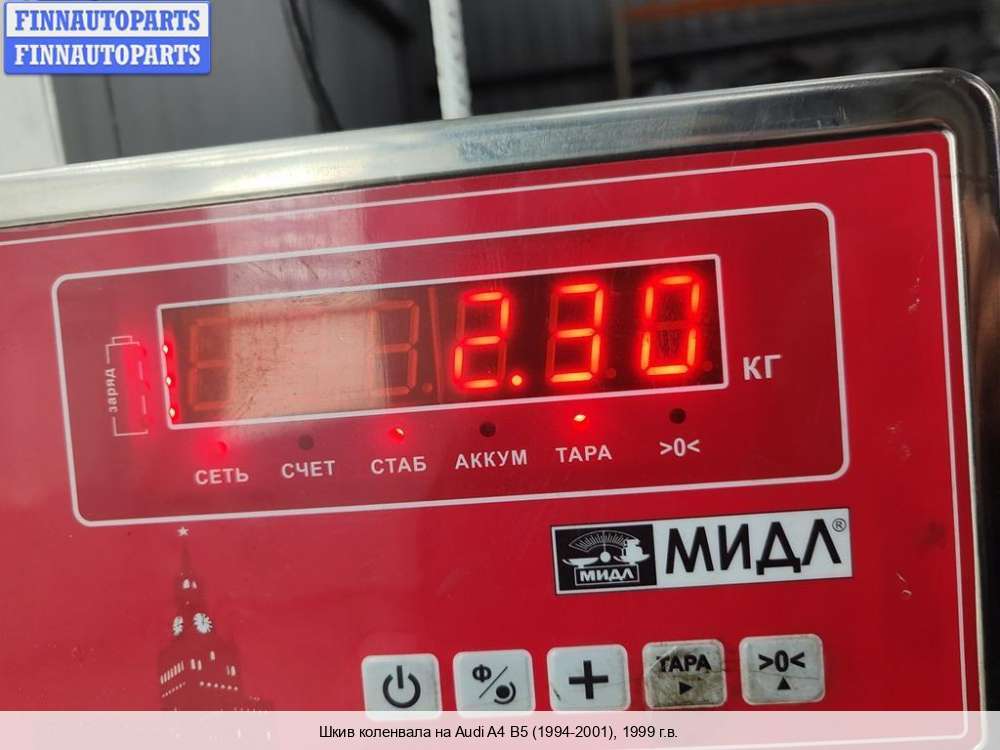 FINNAUTOPARTS
FINNAUTOPARTS
2.30
КГ
заряд
СЕТЬ СЧЕТ СТАБ АККУМ ТАРА >0<
МИДЛ МИДЛ®
Ф/ + ТАРА >0<
Шкив коленвала на Audi A4 B5 (1994-2001), 1999 г.в.